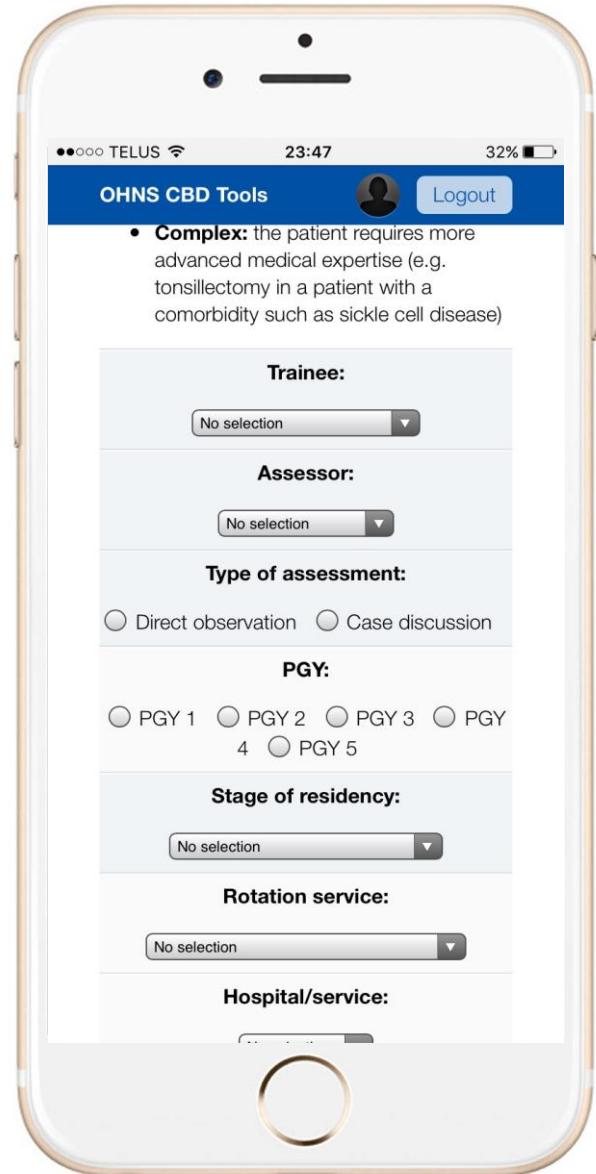 ●●○○○ TELUS 23:47 32%
OHNS CBD Tools Logout
• Complex: the patient requires more
advanced medical expertise (e.g.
tonsillectomy in a patient with a
comorbidity such as sickle cell disease)
Trainee:
No selection
Assessor:
No selection
Type of assessment:
Direct observation Case discussion
PGY:
PGY 1 PGY 2 PGY 3 PGY
4 PGY 5
Stage of residency:
No selection
Rotation service:
No selection
Hospital/service: